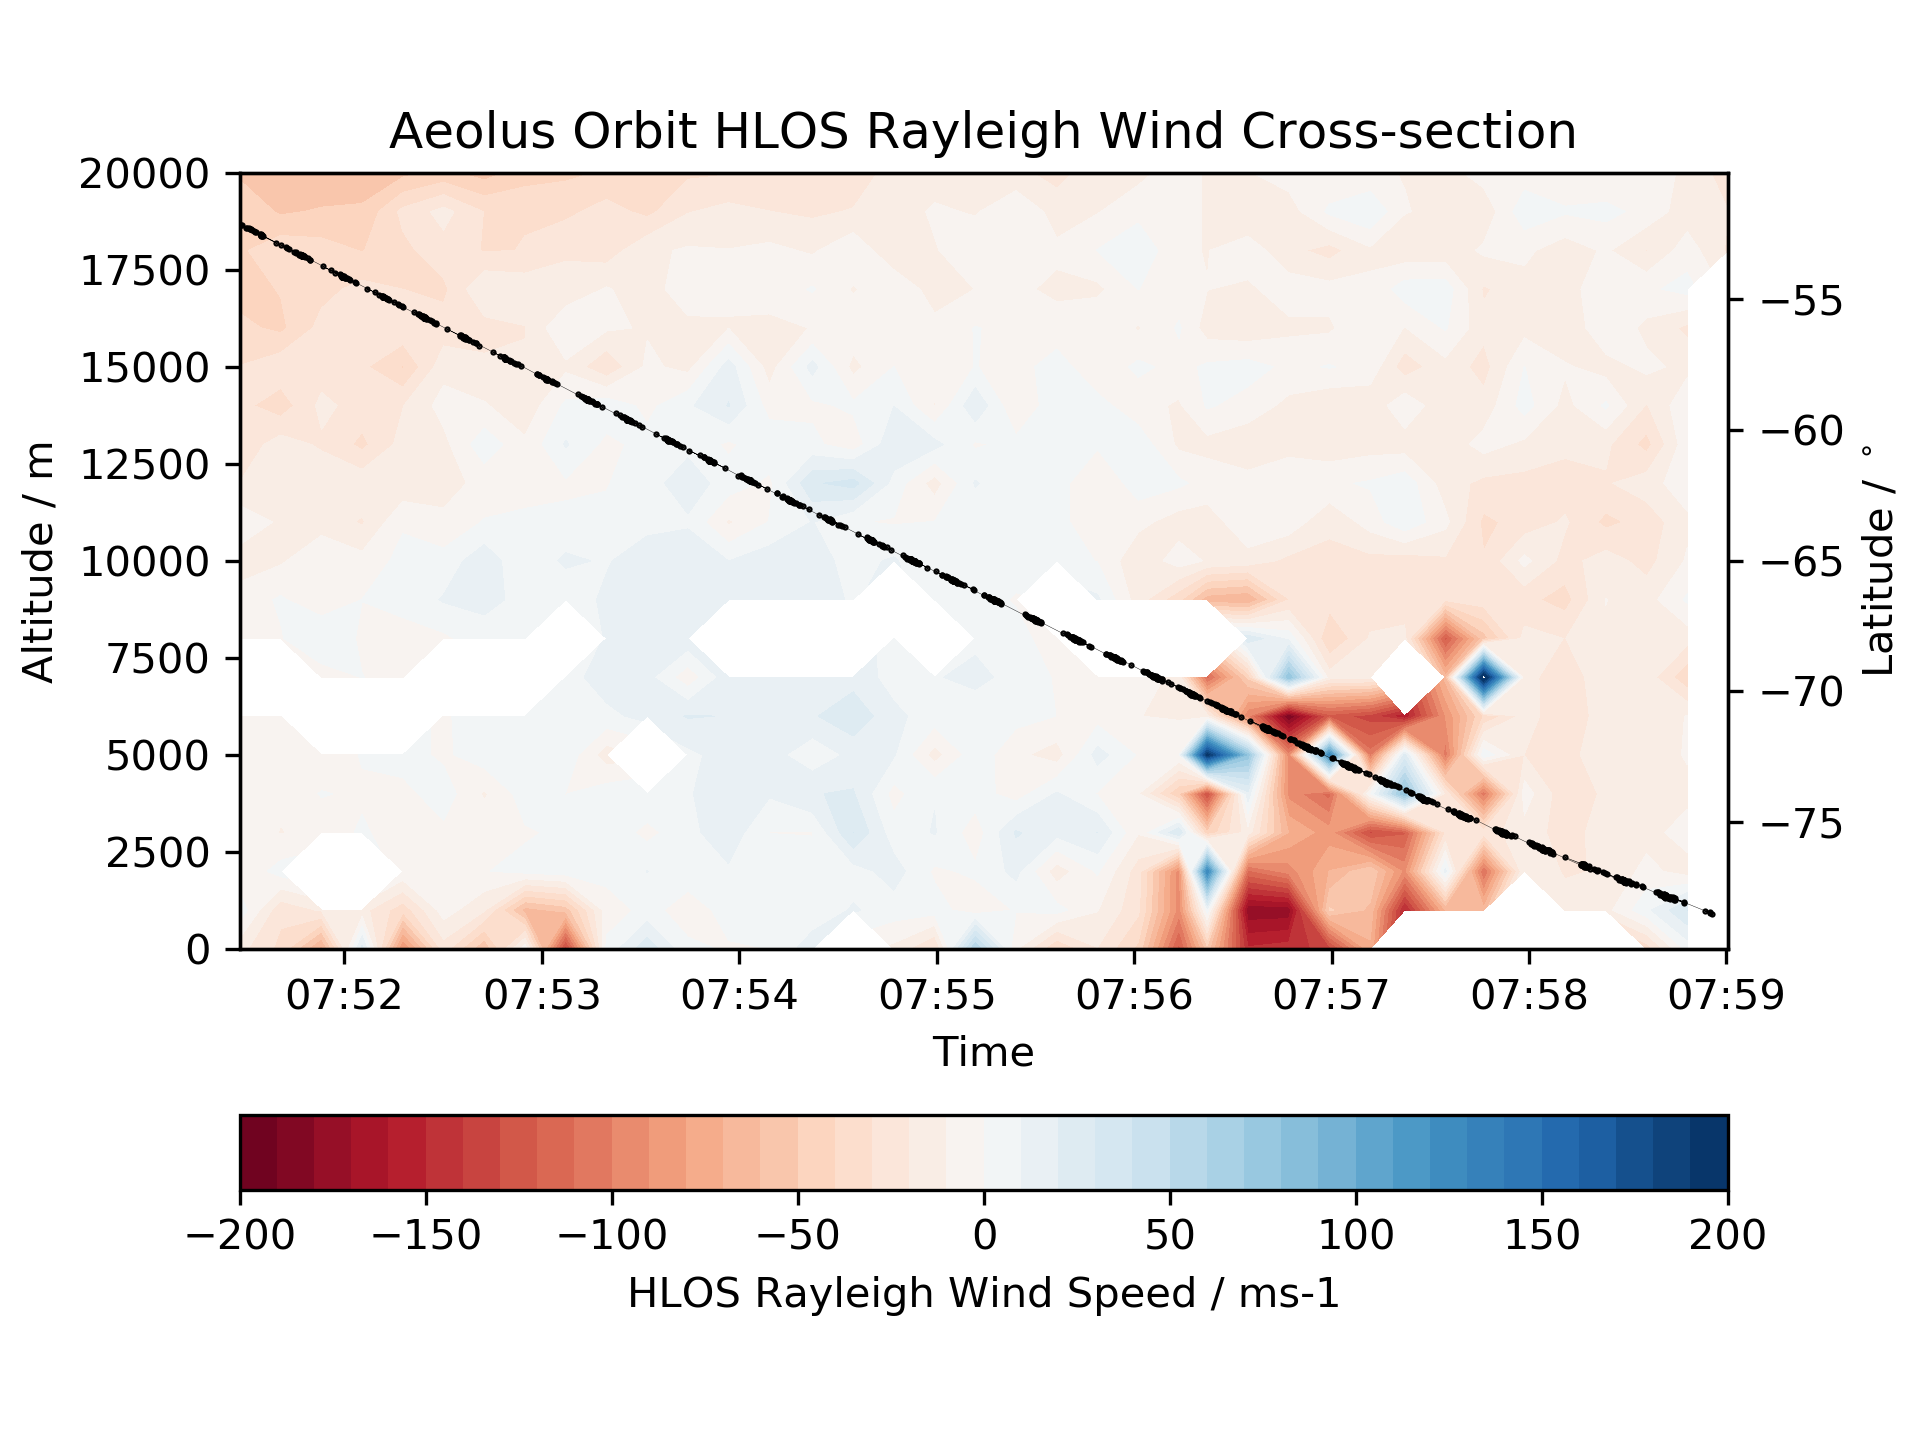 Aeolus Orbit HLOS Rayleigh Wind Cross-section
20000
17500
15000
12500
10000
7500
5000
2500
0
Altitude / m
−55
−60
−65
−70
−75
Latitude / °
07:52 07:53 07:54 07:55 07:56 07:57 07:58 07:59
Time
−200 −150 −100 −50 0 50 100 150 200
HLOS Rayleigh Wind Speed / ms-1